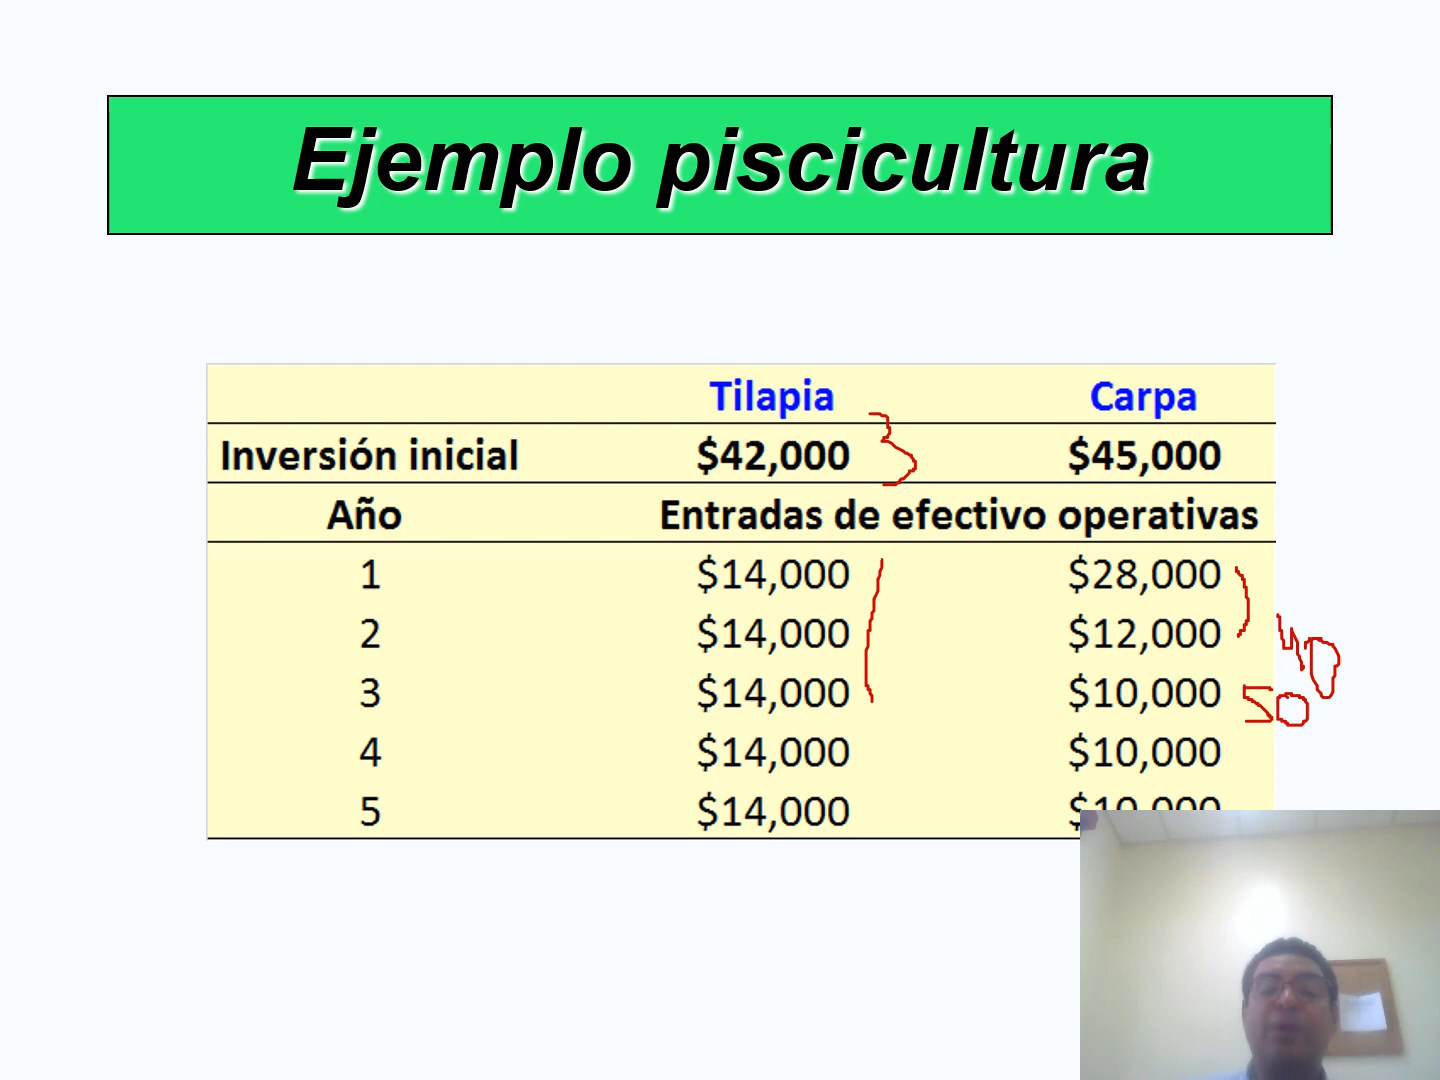 Ejemplo piscicultura
Tilapia Carpa
Inversión inicial $42,000 3 $45,000
Año Entradas de efectivo operativas
1 $14,000 $28,000
2 $14,000 $12,000 40
3 $14,000 $10,000 50
4 $14,000 $10,000
5 $14,000 $10,000